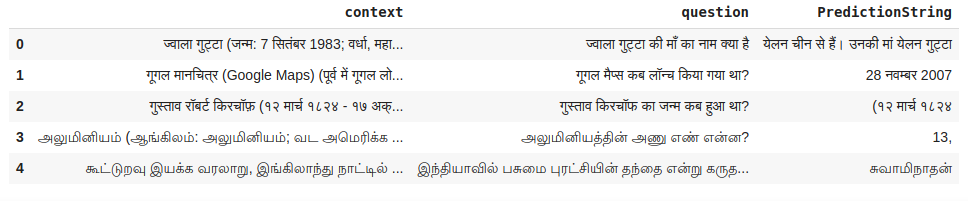 context question PredictionString
0 ज्वाला गुट्टा (जन्म: 7 सितंबर 1983; वर्धा, महा... ज्वाला गुट्टा की माँ का नाम क्या है येलन चीन से हैं। उनकी मां येलन गुट्टा
1 गूगल मानचित्र (Google Maps) (पूर्व में गूगल लो... गूगल मैप्स कब लॉन्च किया गया था? 28 नवम्बर 2007
2 गुस्ताव रॉबर्ट किरचॉफ़ (१२ मार्च १८२४ - १७ अक्... गुस्ताव किरचॉफ का जन्म कब हुआ था? (१२ मार्च १८२४
3 அலுமினியம் (ஆங்கிலம்: அலுமினியம்; வட அமெரிக்க ... அலுமினியத்தின் அணு எண் என்ன? 13,
4 கூட்டுறவு இயக்க வரலாறு, இங்கிலாந்து நாட்டில் ... இந்தியாவில் பசுமை புரட்சியின் தந்தை என்று கருத... சுவாமிநாதன்